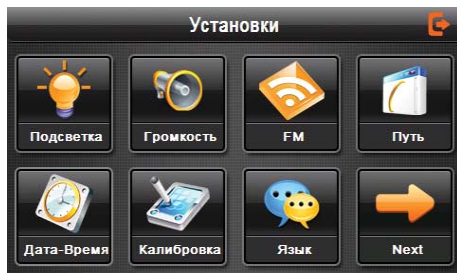 Установки
Подсветка Громкость FM Путь
Дата-Время Калибровка Язык Next